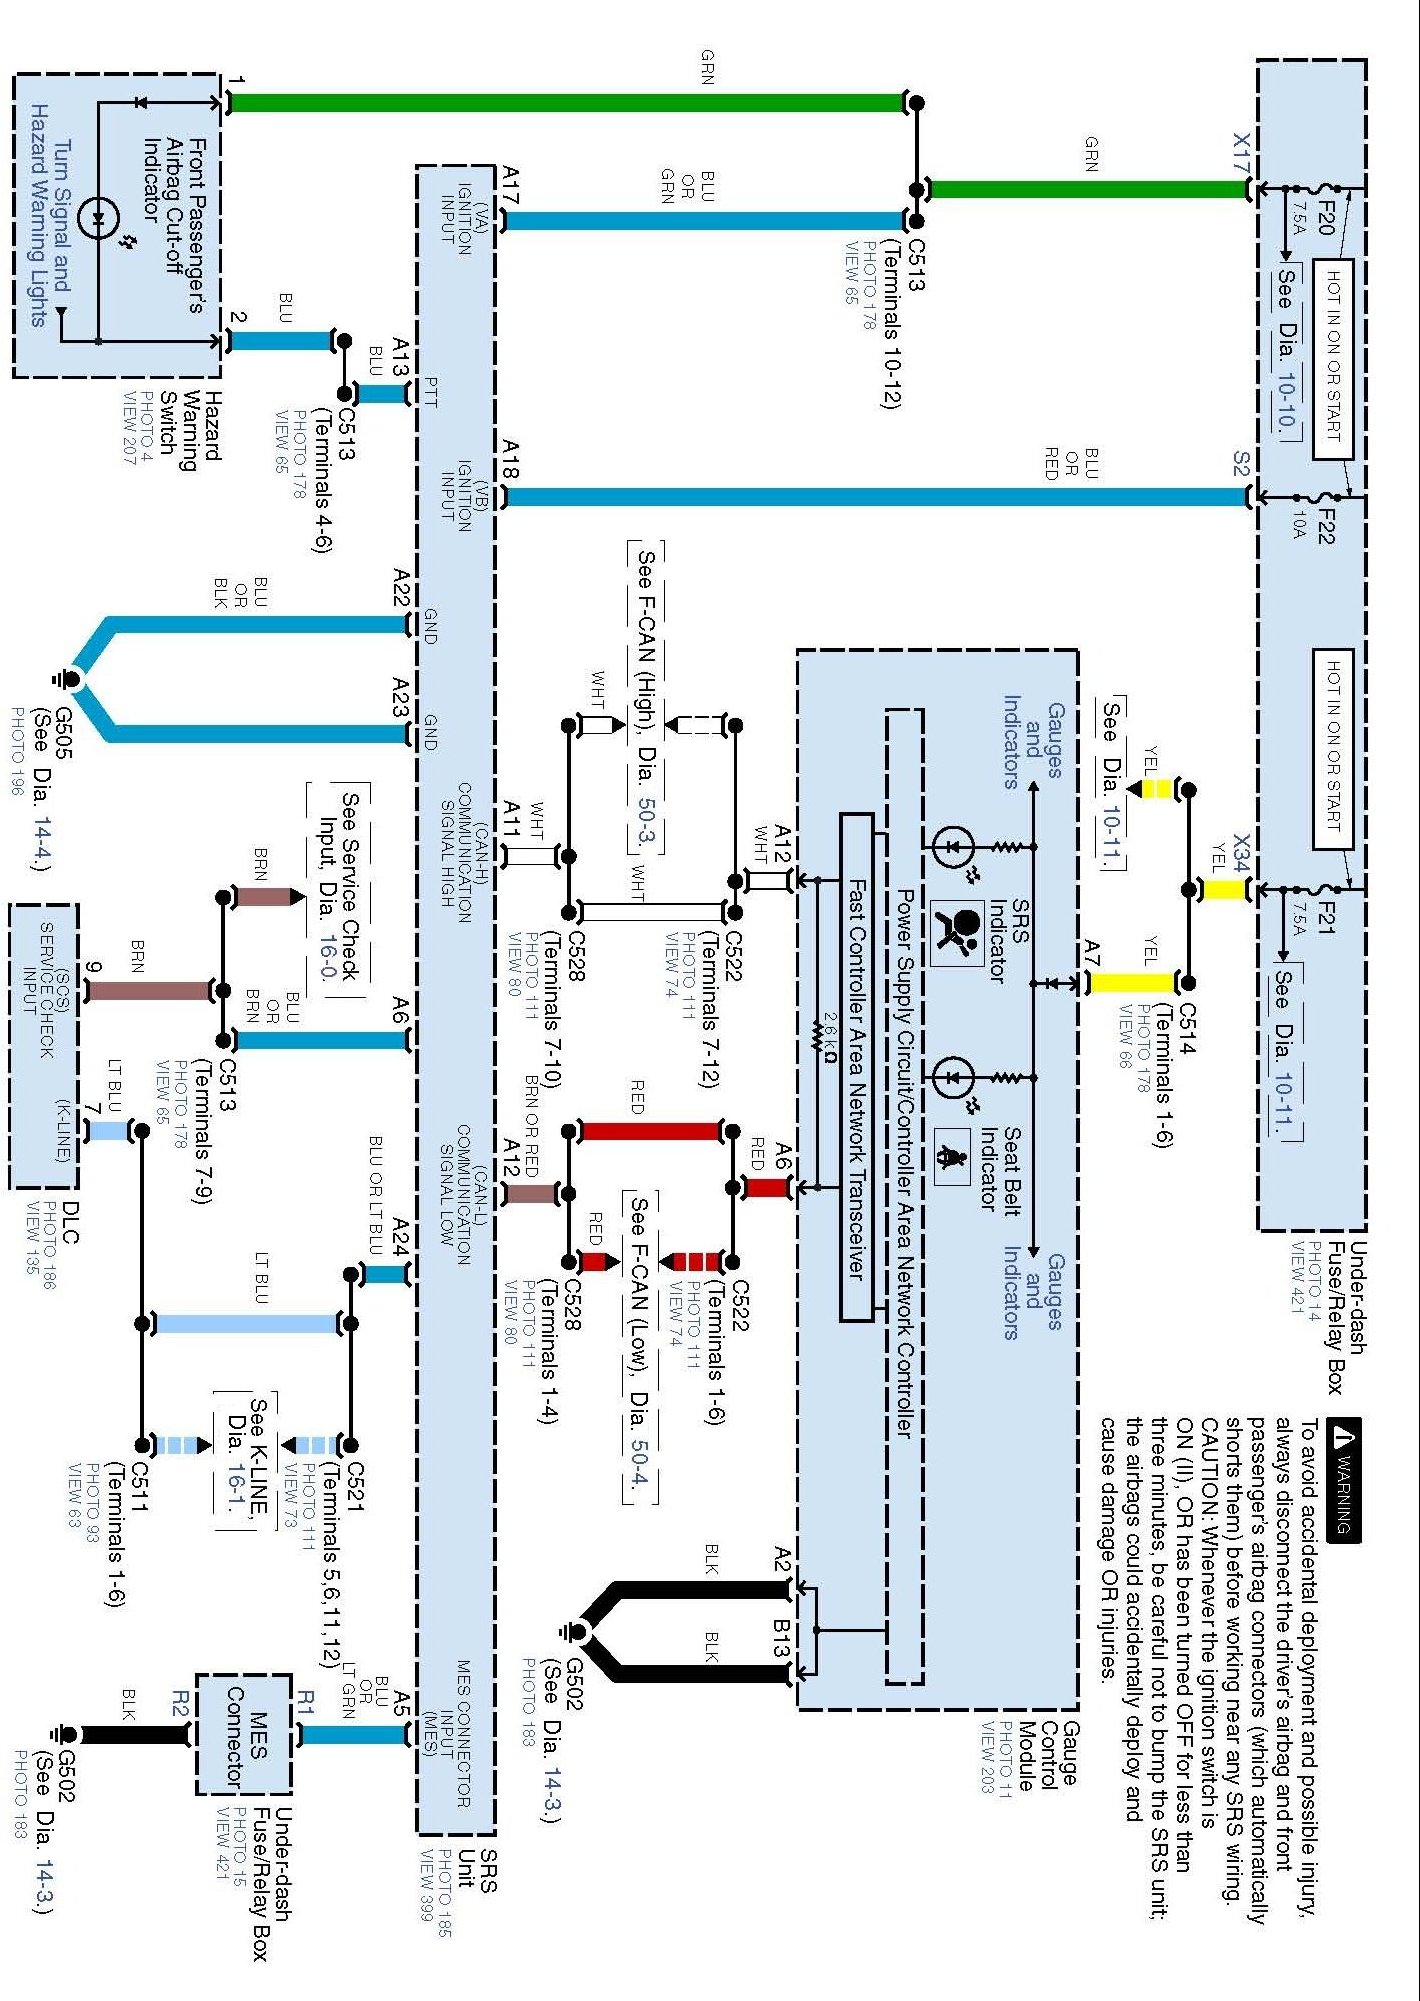 HOT IN ON OR START
HOT IN ON OR START
F20
7.5A
See Dia. 10-10.
F22
10A
F21
7.5A
See Dia. 10-11.
Under-dash
Fuse/Relay Box
PHOTO 14
VIEW 421
X17
S2
X34
GRN
GRN
BLU
OR
RED
YEL
YEL
YEL
See Dia. 10-11.
C514
(Terminals 1-6)
PHOTO 178
VIEW 66
A7
WARNING
To avoid accidental deployment and possible injury,
always disconnect the driver's airbag and front
passenger's airbag connectors (which automatically
shorts them) before working near any SRS wiring.
CAUTION: Whenever the ignition switch is
ON (II), OR has been turned OFF for less than
three minutes, be careful not to bump the SRS unit;
the airbags could accidentally deploy and
cause damage OR injuries.
Gauges
and
Indicators
SRS
Indicator
Seat Belt
Indicator
Gauges
and
Indicators
Power Supply Circuit/Controller Area Network Controller
Fast Controller Area Network Transceiver
2.6 kΩ
Gauge
Control
Module
PHOTO 11
VIEW 203
C513
(Terminals 10-12)
PHOTO 178
VIEW 65
BLU
OR
GRN
A12
WHT
A6
RED
A2
B13
BLK
BLK
C522
(Terminals 7-12)
PHOTO 111
VIEW 74
C522
(Terminals 1-6)
PHOTO 111
VIEW 74
See F-CAN (High), Dia. 50-3.
WHT
WHT
RED
See F-CAN (Low), Dia. 50-4.
RED
C528
(Terminals 7-10)
PHOTO 111
VIEW 80
C528
(Terminals 1-4)
PHOTO 111
VIEW 80
G502
(See Dia. 14-3.)
PHOTO 183
WHT
BRN OR RED
A17
A18
A11
A12
(VA)
IGNITION
INPUT
(VB)
IGNITION
INPUT
(CAN-H)
COMMUNICATION
SIGNAL HIGH
(CAN-L)
COMMUNICATION
SIGNAL LOW
MES CONNECTOR
INPUT
(MES)
PTT
GND
GND
SRS
Unit
PHOTO 185
VIEW 399
A13
BLU
A22
A23
A6
A24
A5
C513
(Terminals 4-6)
PHOTO 178
VIEW 65
BLU
1
2
Front Passenger's
Airbag Cut-off
Indicator
Turn Signal and
Hazard Warning Lights
Hazard
Warning
Switch
PHOTO 4
VIEW 207
BLU
OR
BLK
G505
(See Dia. 14-4.)
PHOTO 196
See Service Check
Input, Dia. 16-0.
BRN
BRN
BLU
OR
BRN
C513
(Terminals 7-9)
PHOTO 178
VIEW 65
9
7
(SCS)
SERVICE CHECK
INPUT
(K-LINE)
DLC
PHOTO 186
VIEW 135
LT BLU
BLU OR LT BLU
LT BLU
C521
(Terminals 5,6,11,12)
PHOTO 111
VIEW 73
See K-LINE,
Dia. 16-1.
C511
(Terminals 1-6)
PHOTO 93
VIEW 63
BLU
OR
LT GRN
R1
MES
Connector
R2
Under-dash
Fuse/Relay Box
PHOTO 15
VIEW 421
BLK
G502
(See Dia. 14-3.)
PHOTO 183